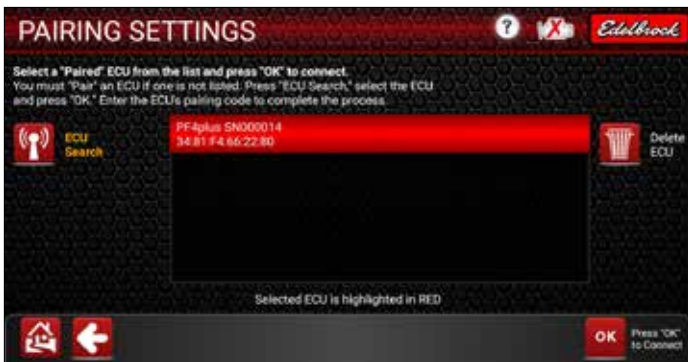 PAIRING SETTINGS
?
X
Edelbrock
Select a "Paired" ECU from the list and press "OK" to connect.
You must "Pair" an ECU if one is not listed. Press "ECU Search," select the ECU
and press "OK." Enter the ECU's pairing code to complete the process.
ECU
Search
PF4plus SN000014
34:81:F4:66:22:80
Delete
ECU
Selected ECU is highlighted in RED
OK
Press "OK"
to Connect